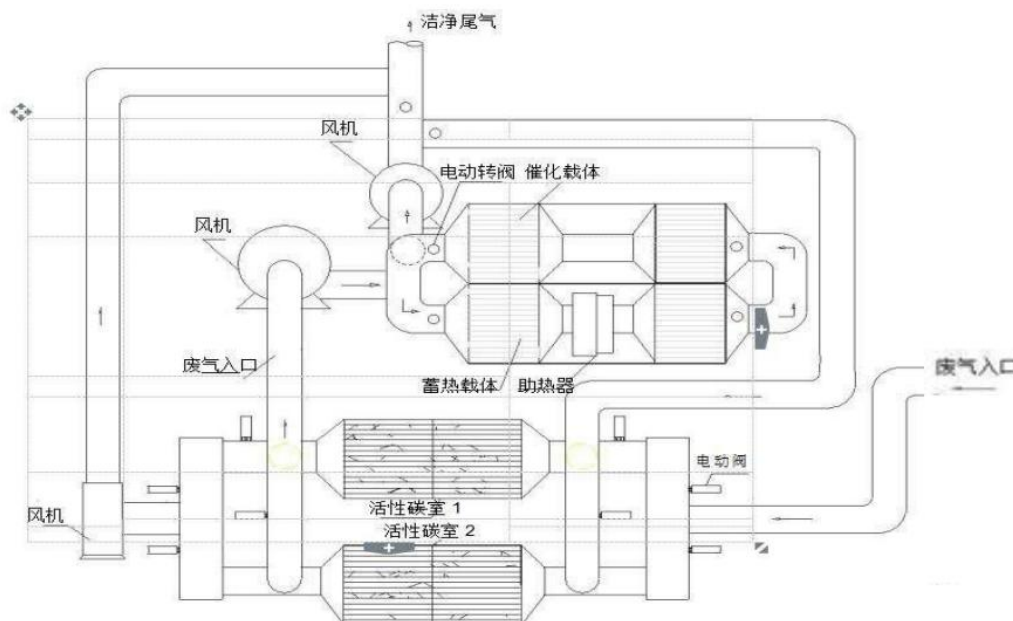 洁净尾气
风机
电动转阀 催化载体
风机
废气入口
蓄热载体 助热器
废气入口
电动阀
活性碳室 1
风机
活性碳室 2